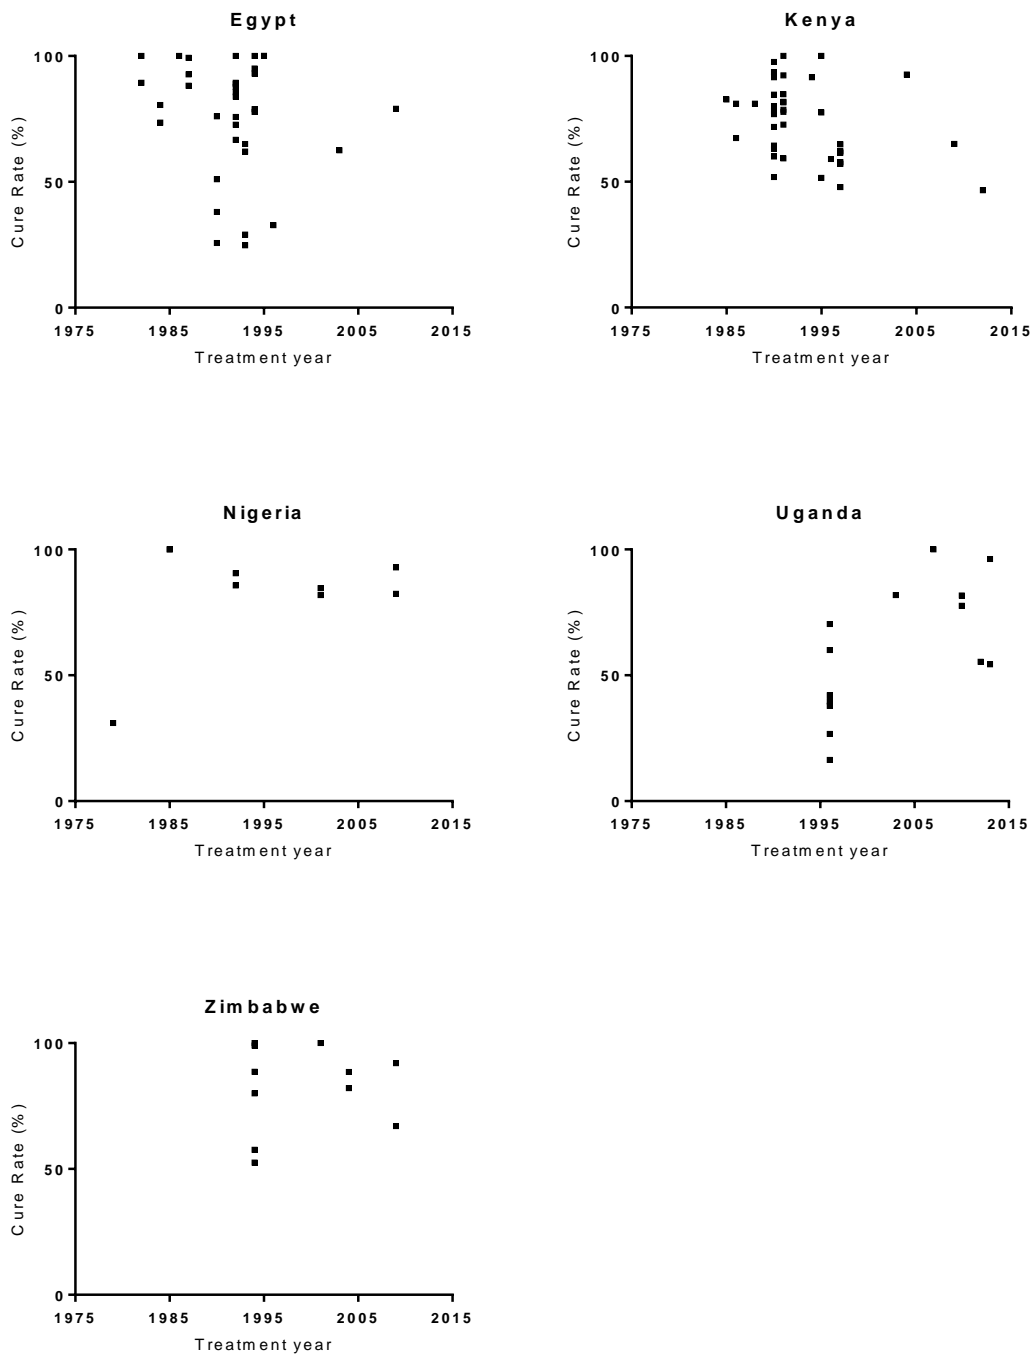 Egypt
Kenya
100
50
0
Cure Rate (%)
1975 1985 1995 2005 2015
Treatment year
100
50
0
Cure Rate (%)
1975 1985 1995 2005 2015
Treatment year
Nigeria
Uganda
100
50
0
Cure Rate (%)
1975 1985 1995 2005 2015
Treatment year
100
50
0
Cure Rate (%)
1975 1985 1995 2005 2015
Treatment year
Zimbabwe
100
50
0
Cure Rate (%)
1975 1985 1995 2005 2015
Treatment year